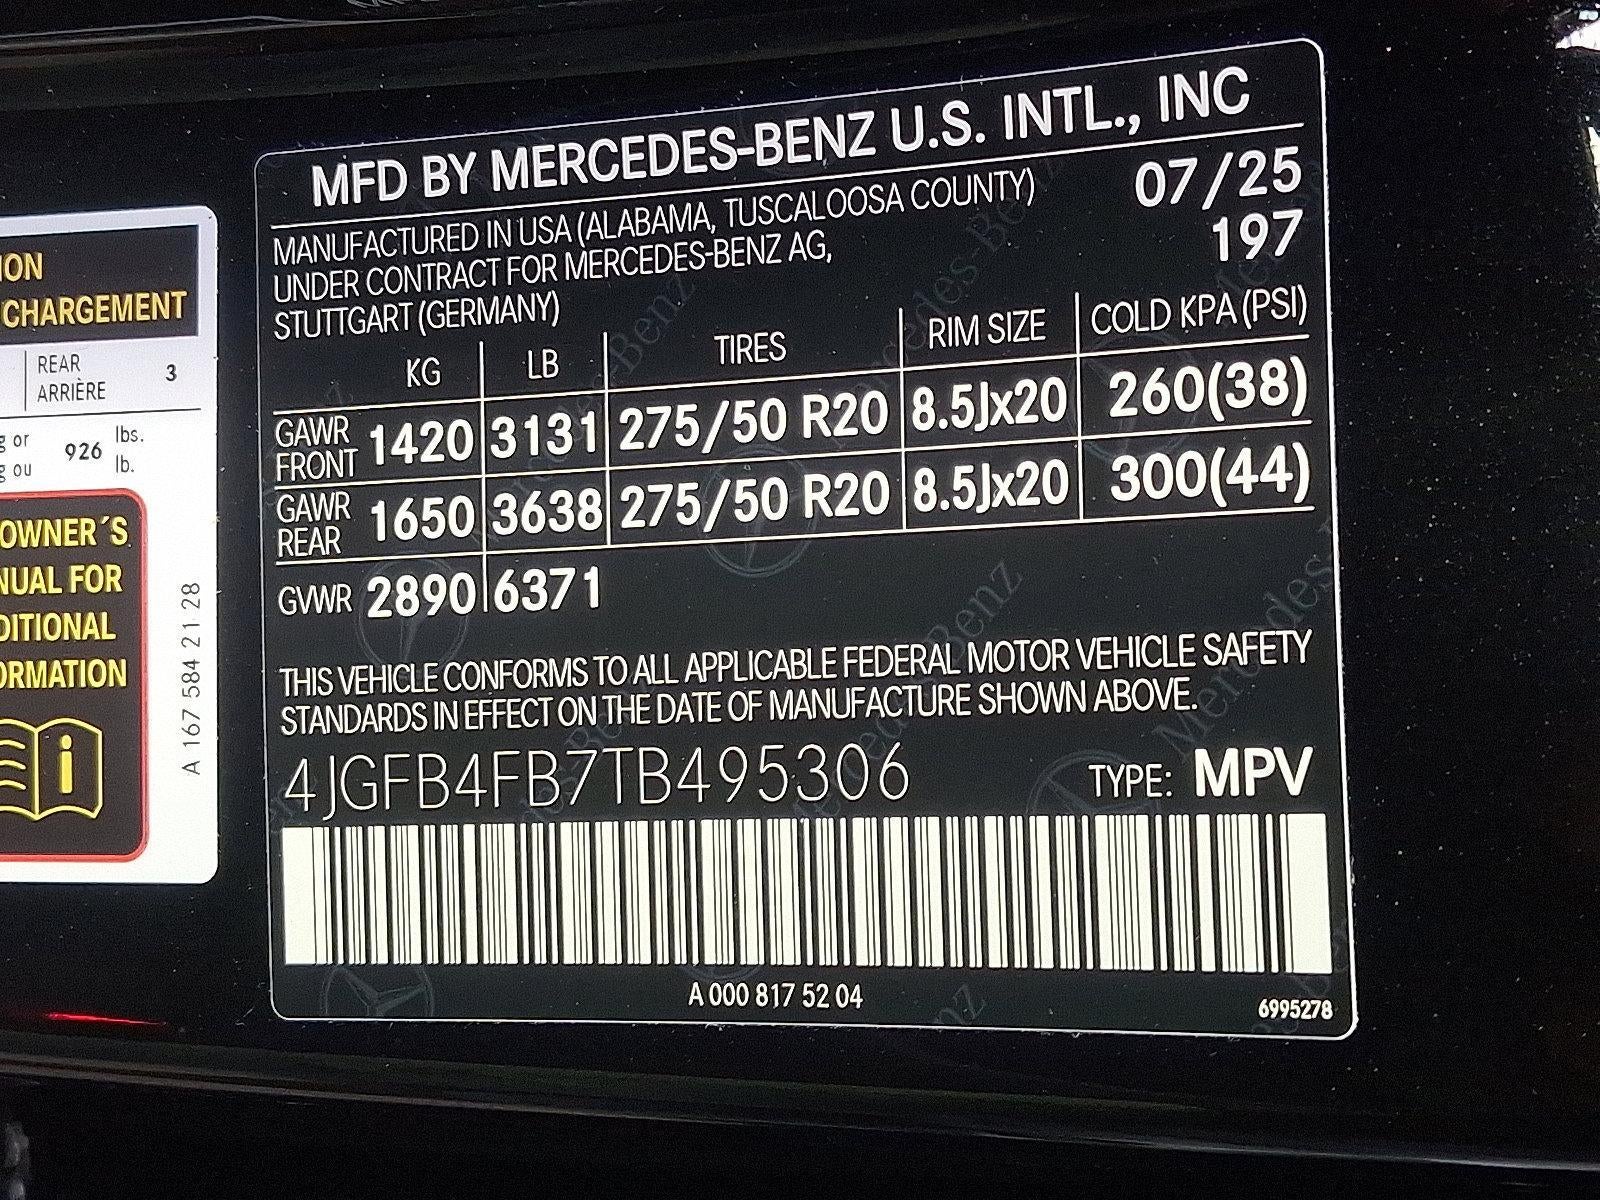 ION
CHARGEMENT
REAR
ARRIÈRE 3
g or 926 lbs.
g ou lb.
OWNER´S
NUAL FOR
DITIONAL
ORMATION
i
A 167 584 21 28
MFD BY MERCEDES-BENZ U.S. INTL., INC
MANUFACTURED IN USA (ALABAMA, TUSCALOOSA COUNTY) 07/25
UNDER CONTRACT FOR MERCEDES-BENZ AG, 197
STUTTGART (GERMANY)
KG LB TIRES RIM SIZE COLD KPA (PSI)
GAWR FRONT 1420 3131 275/50 R20 8.5Jx20 260(38)
GAWR REAR 1650 3638 275/50 R20 8.5Jx20 300(44)
GVWR 2890 6371
THIS VEHICLE CONFORMS TO ALL APPLICABLE FEDERAL MOTOR VEHICLE SAFETY
STANDARDS IN EFFECT ON THE DATE OF MANUFACTURE SHOWN ABOVE.
4JGFB4FB7TB495306 TYPE: MPV
A 000 817 52 04
6995278